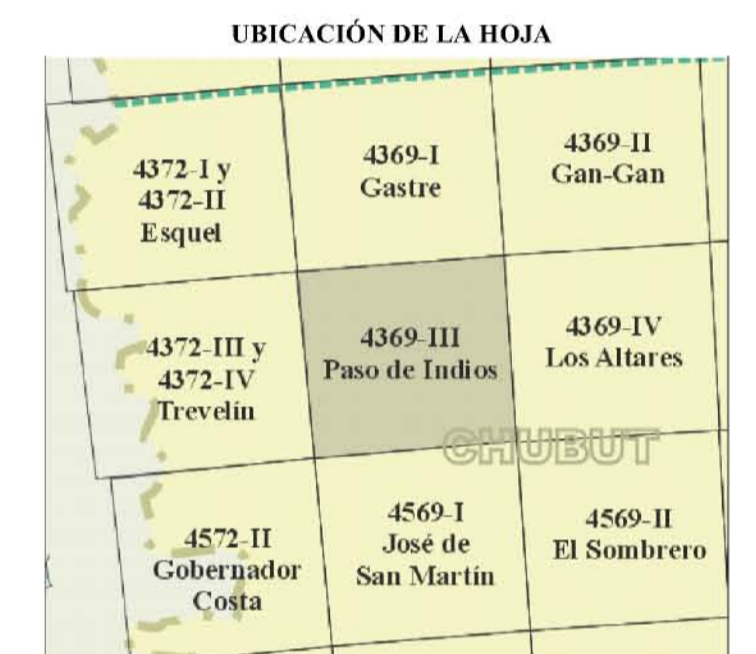 UBICACIÓN DE LA HOJA
4372-I y
4372-II
Esquel
4369-I
Gastre
4369-II
Gan-Gan
4372-III y
4372-IV
Trevelín
4369-III
Paso de Indios
4369-IV
Los Altares
CHUBUT
4572-II
Gobernador
Costa
4569-I
José de
San Martín
4569-II
El Sombrero